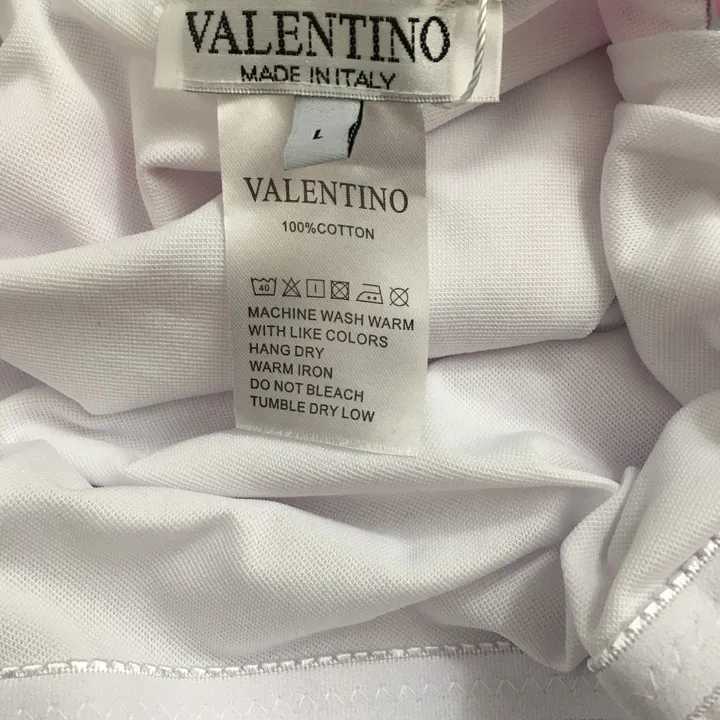 VALENTINO
MADE IN ITALY
L
VALENTINO
100%COTTON
40
MACHINE WASH WARM
WITH LIKE COLORS
HANG DRY
WARM IRON
DO NOT BLEACH
TUMBLE DRY LOW